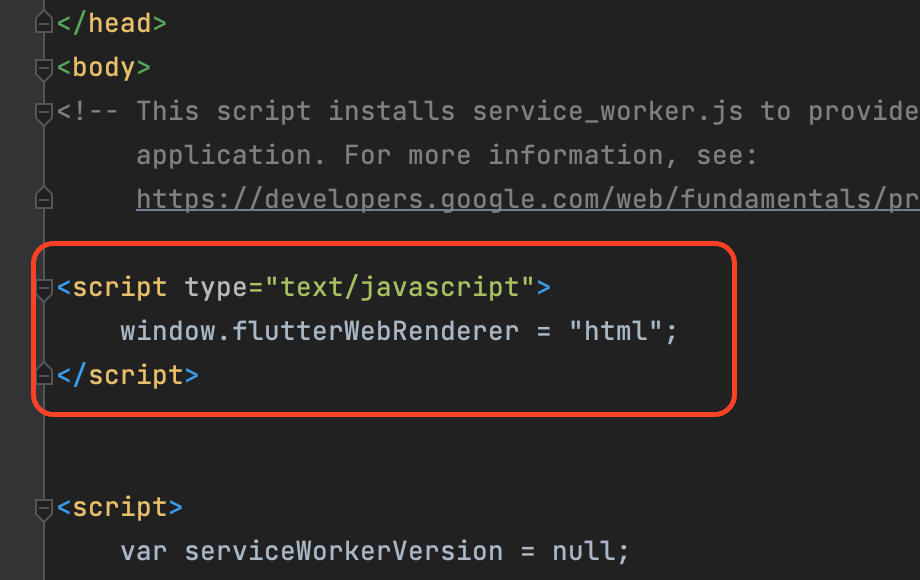 </head>
<body>
<!-- This script installs service_worker.js to provide
application. For more information, see:
https://developers.google.com/web/fundamentals/pr
<script type="text/javascript">
window.flutterWebRenderer = "html";
</script>
<script>
var serviceWorkerVersion = null;